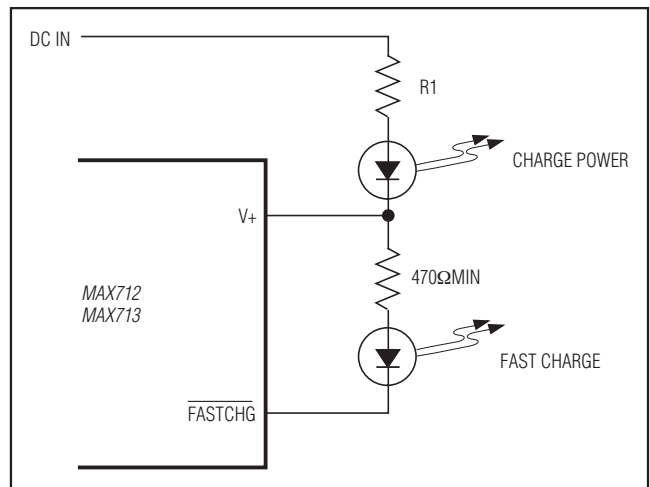 DC IN
R1
CHARGE POWER
V+
470ΩMIN
MAX712
MAX713
FAST CHARGE
FASTCHG